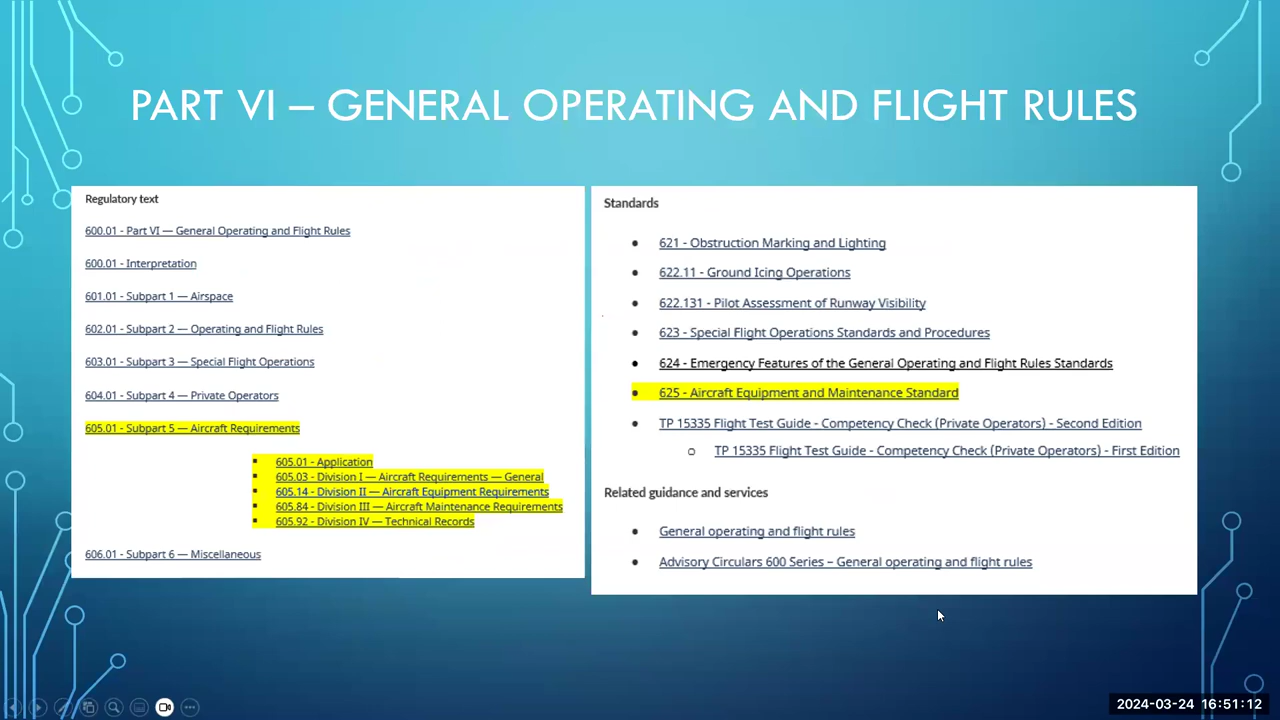 PART VI – GENERAL OPERATING AND FLIGHT RULES
Regulatory text
600.01 - Part VI — General Operating and Flight Rules
600.01 - Interpretation
601.01 - Subpart 1 — Airspace
602.01 - Subpart 2 — Operating and Flight Rules
603.01 - Subpart 3 — Special Flight Operations
604.01 - Subpart 4 — Private Operators
605.01 - Subpart 5 — Aircraft Requirements
605.01 - Application
605.03 - Division I — Aircraft Requirements — General
605.14 - Division II — Aircraft Equipment Requirements
605.84 - Division III — Aircraft Maintenance Requirements
605.92 - Division IV — Technical Records
606.01 - Subpart 6 — Miscellaneous
Standards
621 - Obstruction Marking and Lighting
622.11 - Ground Icing Operations
622.131 - Pilot Assessment of Runway Visibility
623 - Special Flight Operations Standards and Procedures
624 - Emergency Features of the General Operating and Flight Rules Standards
625 - Aircraft Equipment and Maintenance Standard
TP 15335 Flight Test Guide - Competency Check (Private Operators) - Second Edition
TP 15335 Flight Test Guide - Competency Check (Private Operators) - First Edition
Related guidance and services
General operating and flight rules
Advisory Circulars 600 Series – General operating and flight rules
2024-03-24 16:51:12